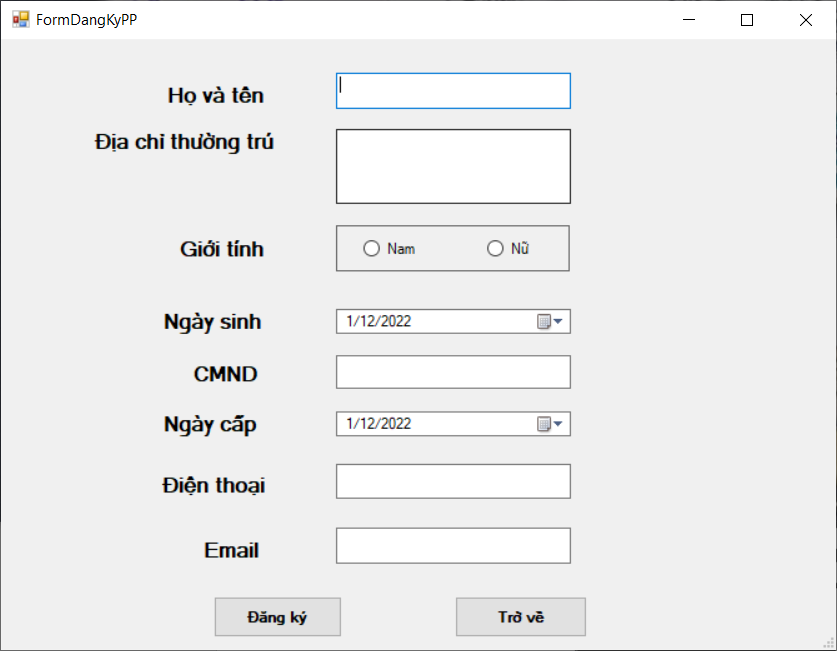 FormDangKyPP
Họ và tên
Địa chỉ thường trú
Giới tính
Nam Nữ
Ngày sinh
1/12/2022
CMND
Ngày cấp
1/12/2022
Điện thoại
Email
Đăng ký Trở về